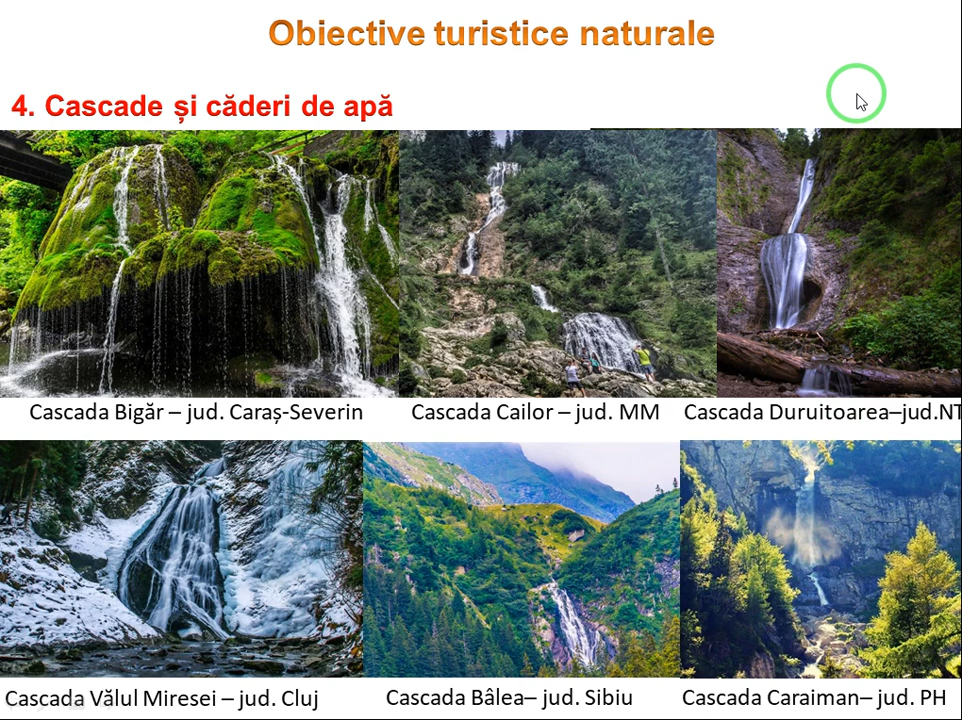 Obiective turistice naturale
4. Cascade și căderi de apă
Cascada Bigăr – jud. Caraș-Severin
Cascada Cailor – jud. MM
Cascada Duruitoarea–jud.NT
Cascada Vălul Miresei – jud. Cluj
Cascada Bâlea– jud. Sibiu
Cascada Caraiman– jud. PH